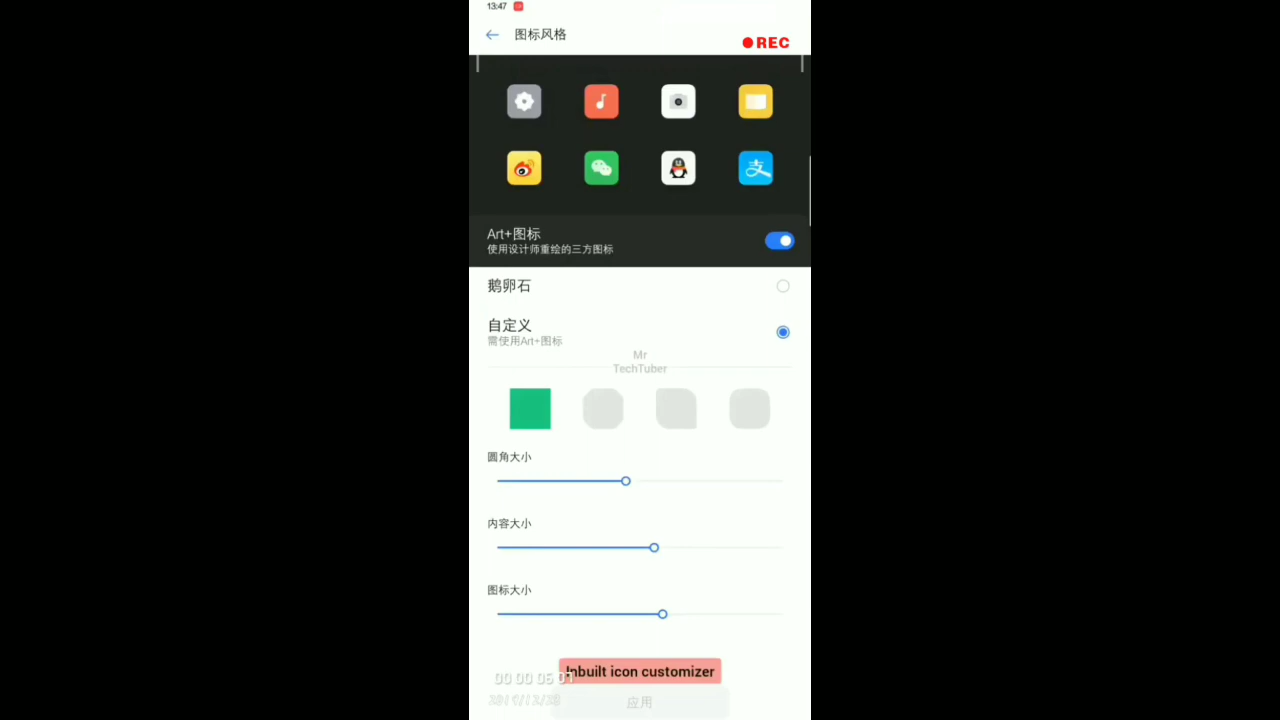 13:47
图标风格
REC
支
Art+图标
使用设计师重绘的三方图标
鹅卵石
自定义
需使用Art+图标
Mr
TechTuber
圆角大小
内容大小
图标大小
Inbuilt icon customizer
应用